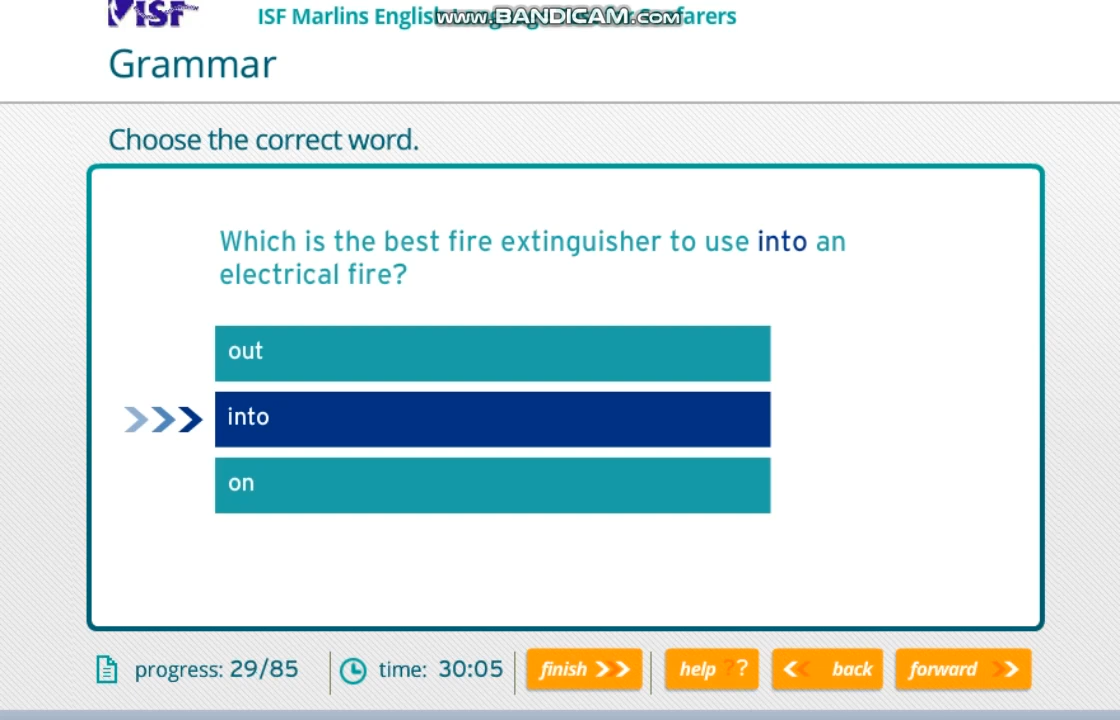 ISF
ISF Marlins English
www.BANDICAM.com
farers
Grammar
Choose the correct word.
Which is the best fire extinguisher to use into an
electrical fire?
out
into
on
progress: 29/85
time: 30:05
finish
help ??
back
forward